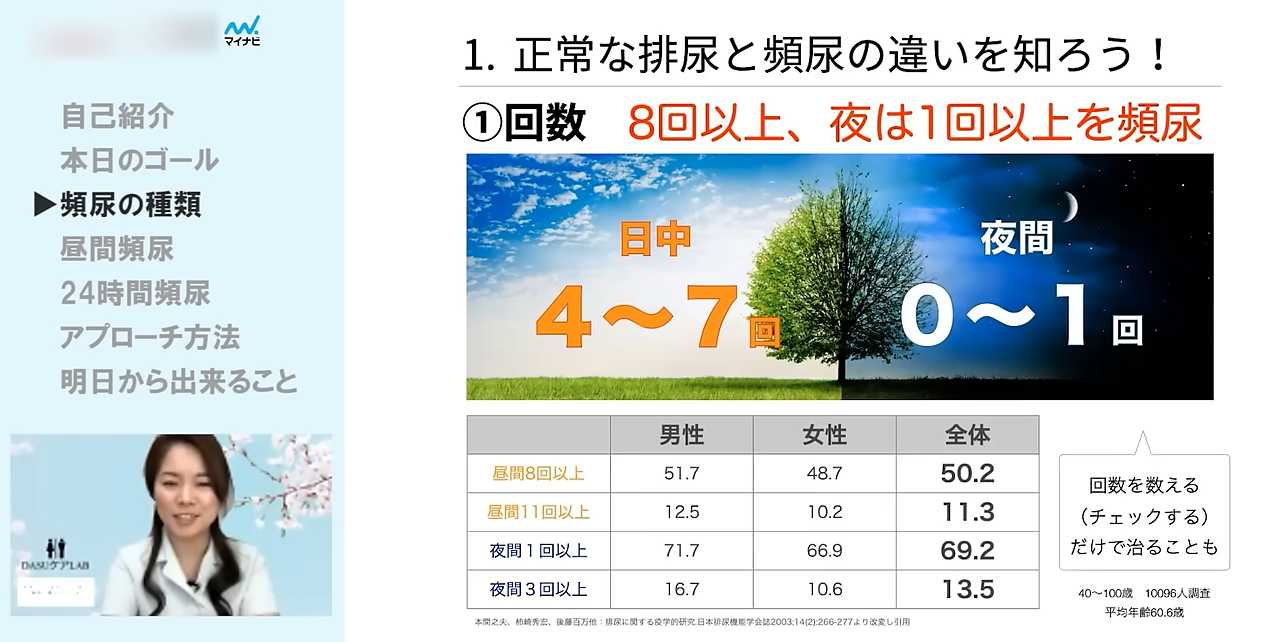 マイナビ
自己紹介
本日のゴール
▶頻尿の種類
昼間頻尿
24時間頻尿
アプローチ方法
明日から出来ること
DASUケアLAB
1. 正常な排尿と頻尿の違いを知ろう！
①回数　8回以上、夜は1回以上を頻尿
日中
4〜7回
夜間
0〜1回
男性 女性 全体
昼間8回以上 51.7 48.7 50.2
昼間11回以上 12.5 10.2 11.3
夜間１回以上 71.7 66.9 69.2
夜間３回以上 16.7 10.6 13.5
回数を数える
（チェックする）
だけで治ることも
40〜100歳　10096人調査
平均年齢60.6歳
本間之夫、柿崎秀宏、後藤百万他：排尿に関する疫学的研究.日本排尿機能学会誌2003;14(2):266-277より改変し引用